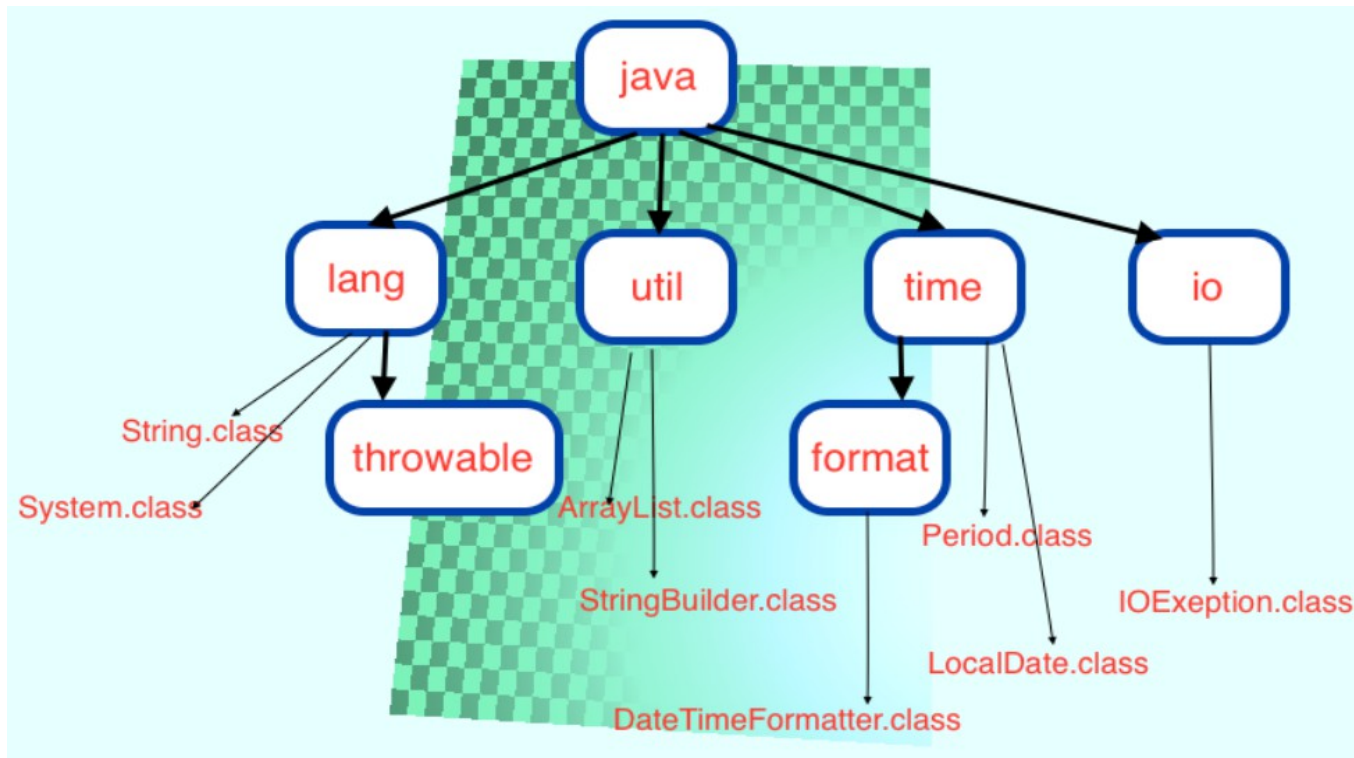 java
lang
util
time
io
String.class
throwable
format
System.class
ArrayList.class
Period.class
StringBuilder.class
IOExeption.class
LocalDate.class
DateTimeFormatter.class